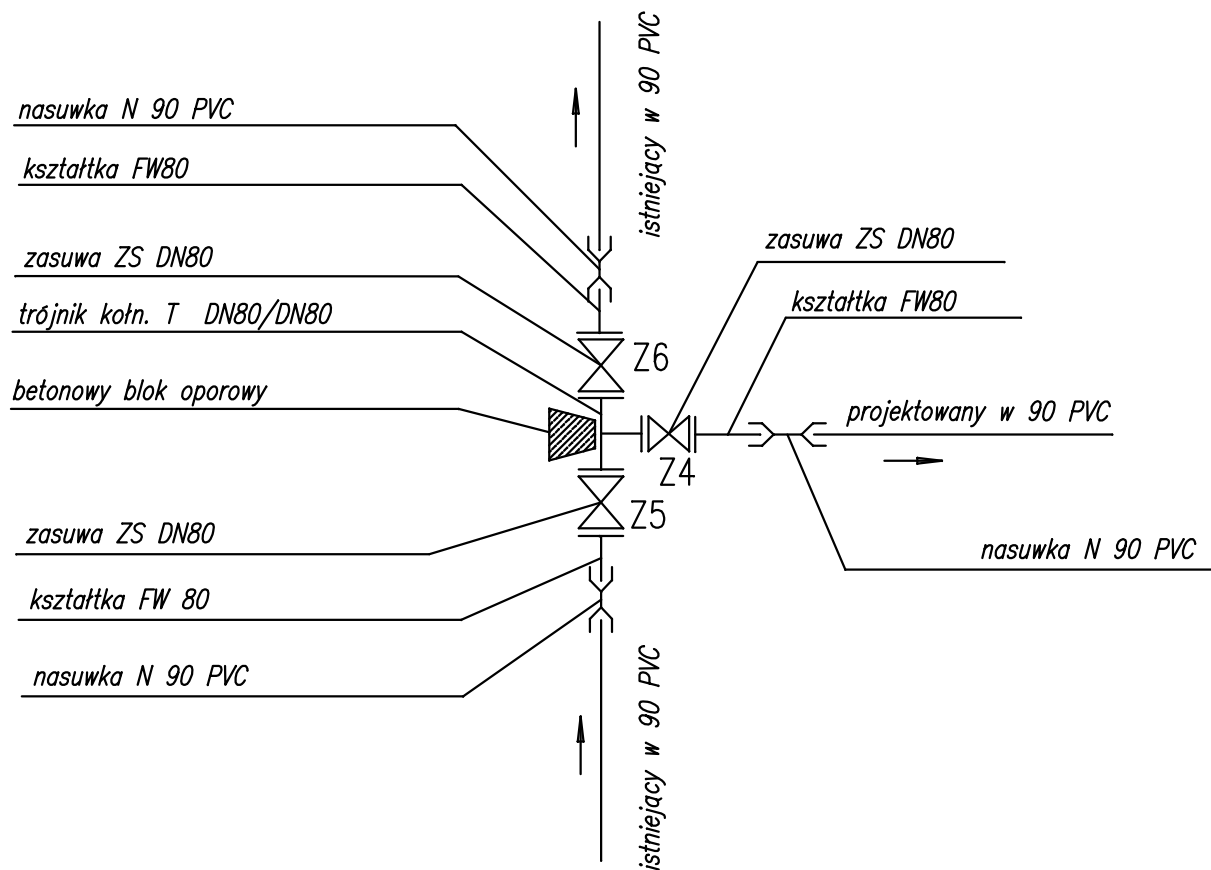 istniejący w 90 PVC
nasuwka N 90 PVC
kształtka FW80
zasuwa ZS DN80
trójnik kołn. T DN80/DN80
betonowy blok oporowy
Z6
zasuwa ZS DN80
kształtka FW80
projektowany w 90 PVC
Z4
Z5
nasuwka N 90 PVC
zasuwa ZS DN80
kształtka FW 80
nasuwka N 90 PVC
istniejący w 90 PVC